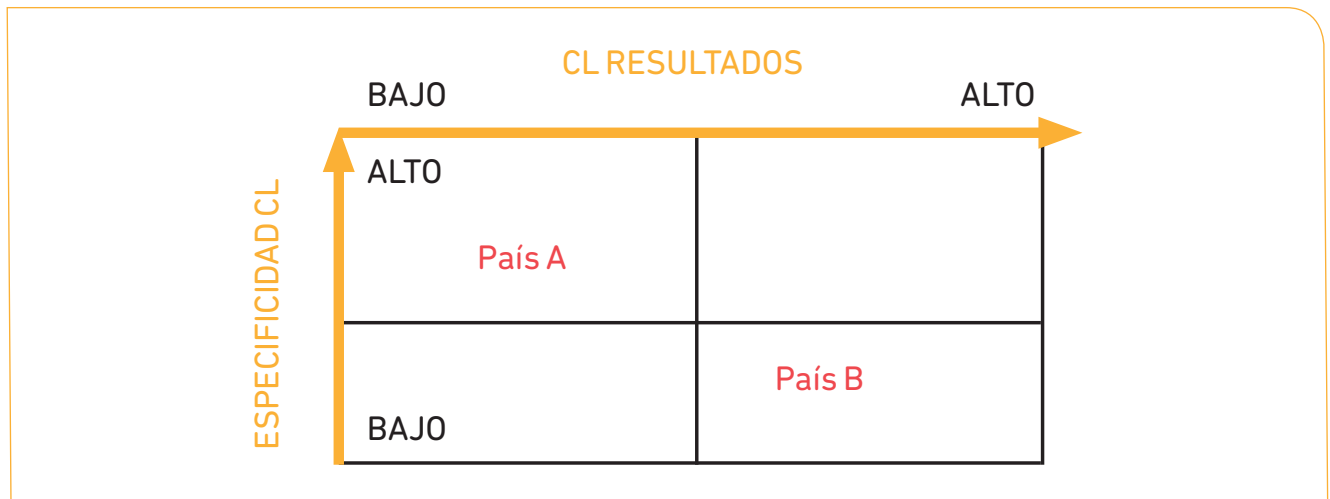 CL RESULTADOS
BAJO ALTO
ALTO
ESPECIFICIDAD CL
País A
País B
BAJO